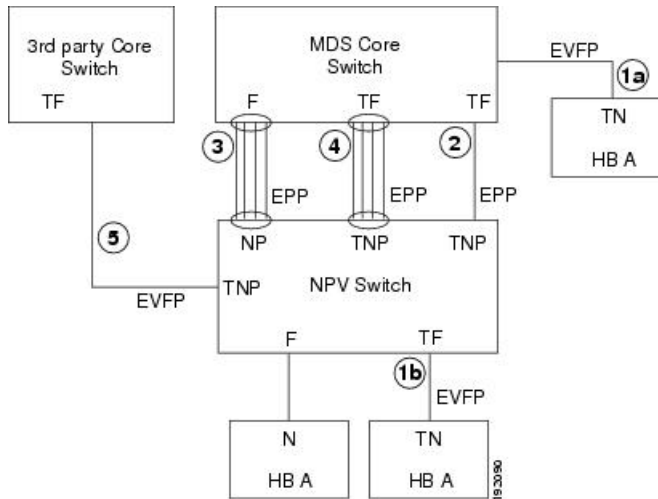 3rd party Core
Switch
TF
MDS Core
Switch
F
TF
TF
EVFP
1a
TN
HB A
3
4
2
EPP
EPP
EPP
NP
TNP
TNP
NPV Switch
5
EVFP
TNP
F
TF
1b
EVFP
N
HB A
TN
HB A
193090